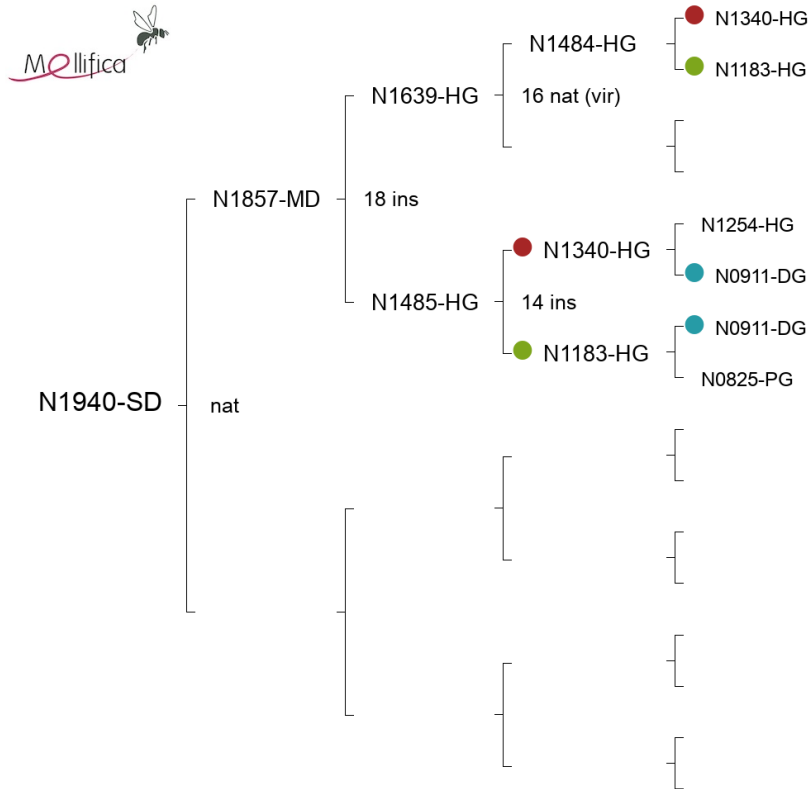 Mellifica
N1340-HG
N1484-HG
N1183-HG
N1639-HG
16 nat (vir)
N1857-MD
18 ins
N1254-HG
N1340-HG
N0911-DG
N1485-HG
14 ins
N0911-DG
N1183-HG
N0825-PG
N1940-SD
nat